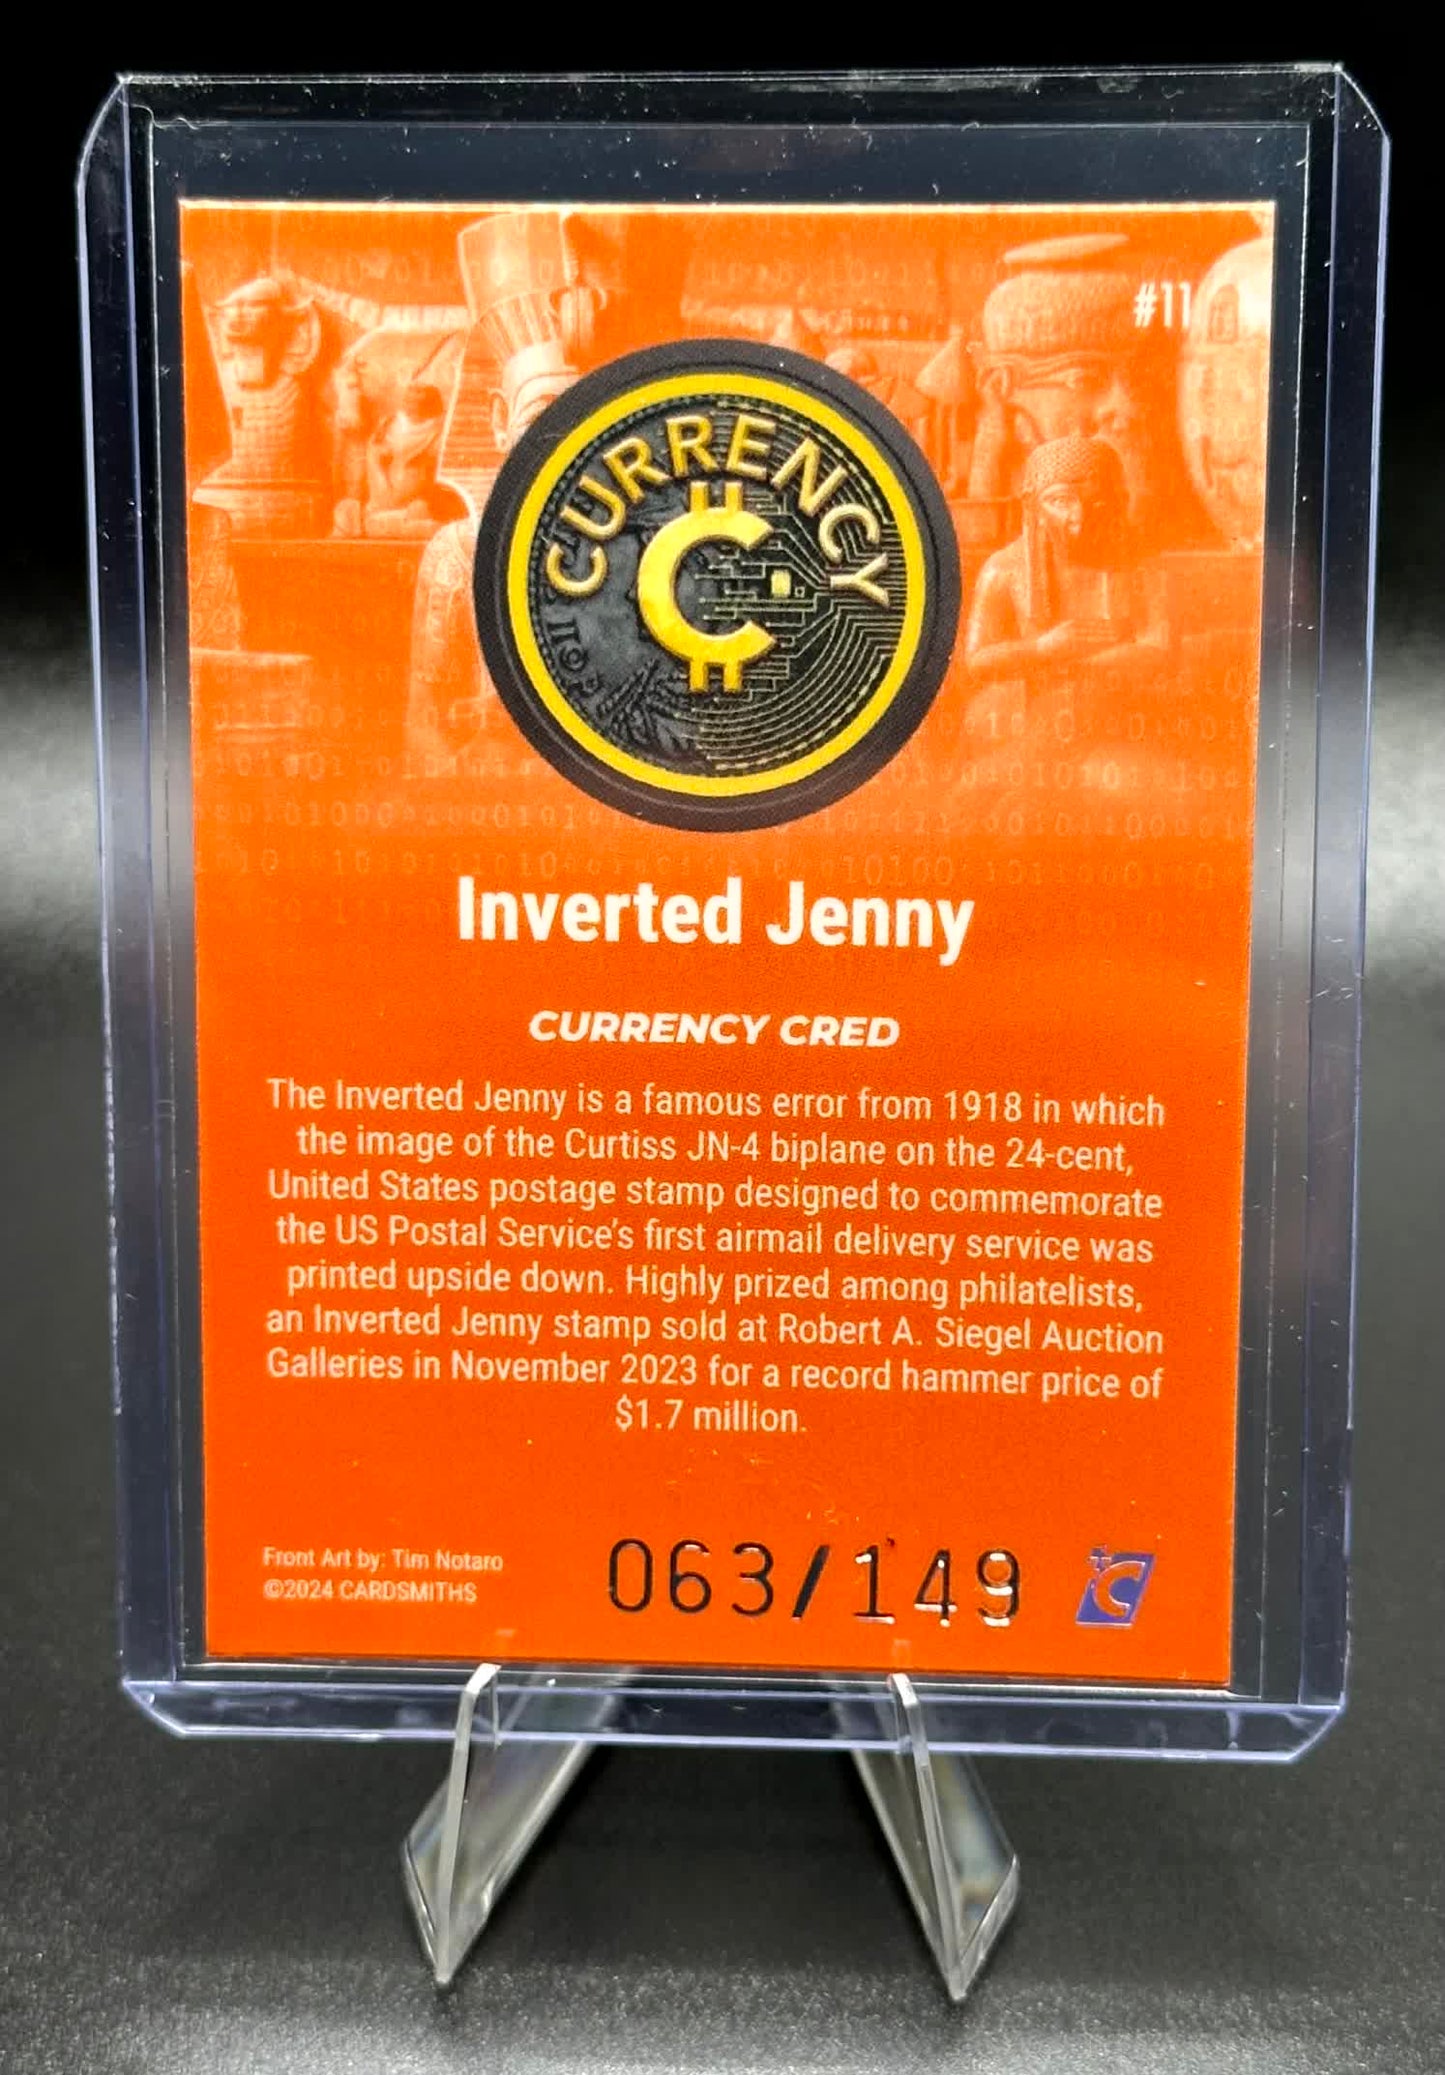 #11
CURRENCY
Inverted Jenny
CURRENCY CRED
The Inverted Jenny is a famous error from 1918 in which
the image of the Curtiss JN-4 biplane on the 24-cent,
United States postage stamp designed to commemorate
the US Postal Service's first airmail delivery service was
printed upside down. Highly prized among philatelists,
an Inverted Jenny stamp sold at Robert A. Siegel Auction
Galleries in November 2023 for a record hammer price of
$1.7 million.
Front Art by: Tim Notaro
©2024 CARDSMITHS
063/149